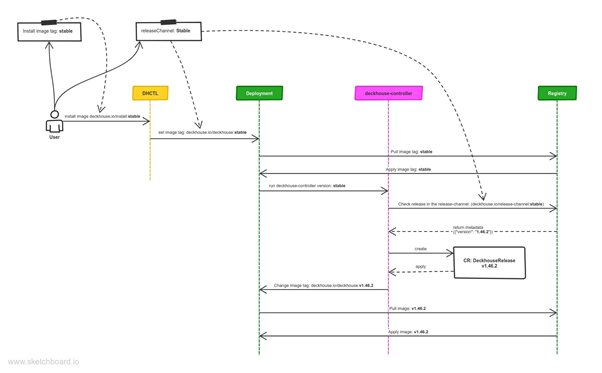 Install image tag: stable
releaseChannel: Stable
DHCTL
Deployment
deckhouse-controller
Registry
User
Install image deckhouse.io/install:stable
set image tag: deckhouse.io/deckhouse:stable
Pull image tag: stable
Apply image tag: stable
run deckhouse-controller version: stable
Check release in the release-channel: (deckhouse.io/release-channel:stable)
return metadata
({"version": "1.46.2"})
create
CR: DeckhouseRelease
v1.46.2
apply
Change image tag: deckhouse.io/deckhouse:v1.46.2
Pull image: v1.46.2
Apply image: v1.46.2
www.sketchboard.io